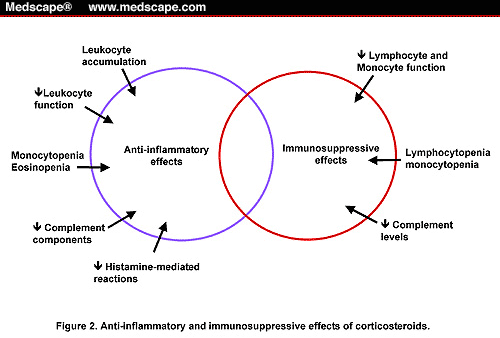 Medscape® www.medscape.com
Leukocyte
accumulation
↓ Lymphocyte and
Monocyte function
↓Leukocyte
function
Monocytopenia
Eosinopenia
Anti-inflammatory
effects
Immunosuppressive
effects
Lymphocytopenia
monocytopenia
↓ Complement
components
↓ Complement
levels
↓ Histamine-mediated
reactions
Figure 2. Anti-inflammatory and immunosuppressive effects of corticosteroids.